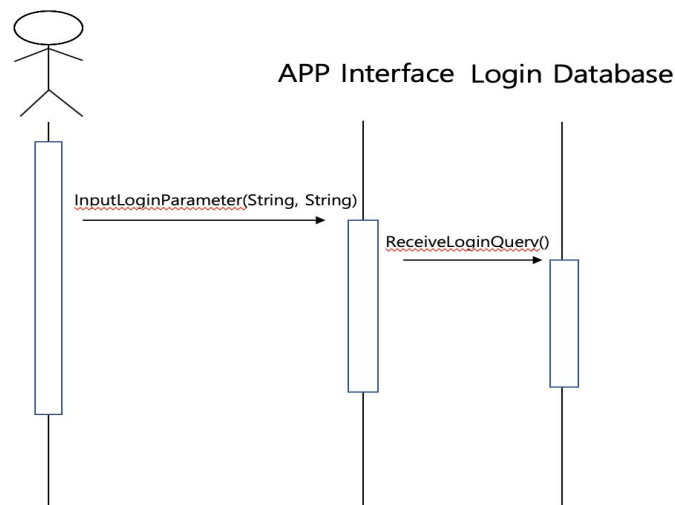 APP Interface
Login Database
InputLoginParameter(String, String)
ReceiveLoginQuery()